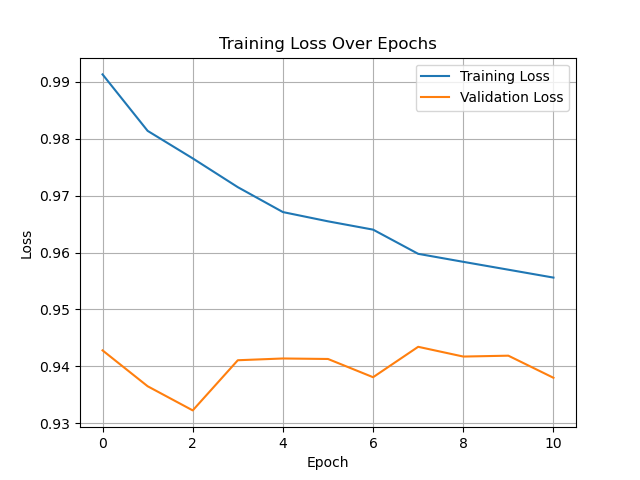 Training Loss Over Epochs
Training Loss
Validation Loss
0.99
0.98
0.97
0.96
0.95
0.94
0.93
Loss
0 2 4 6 8 10
Epoch